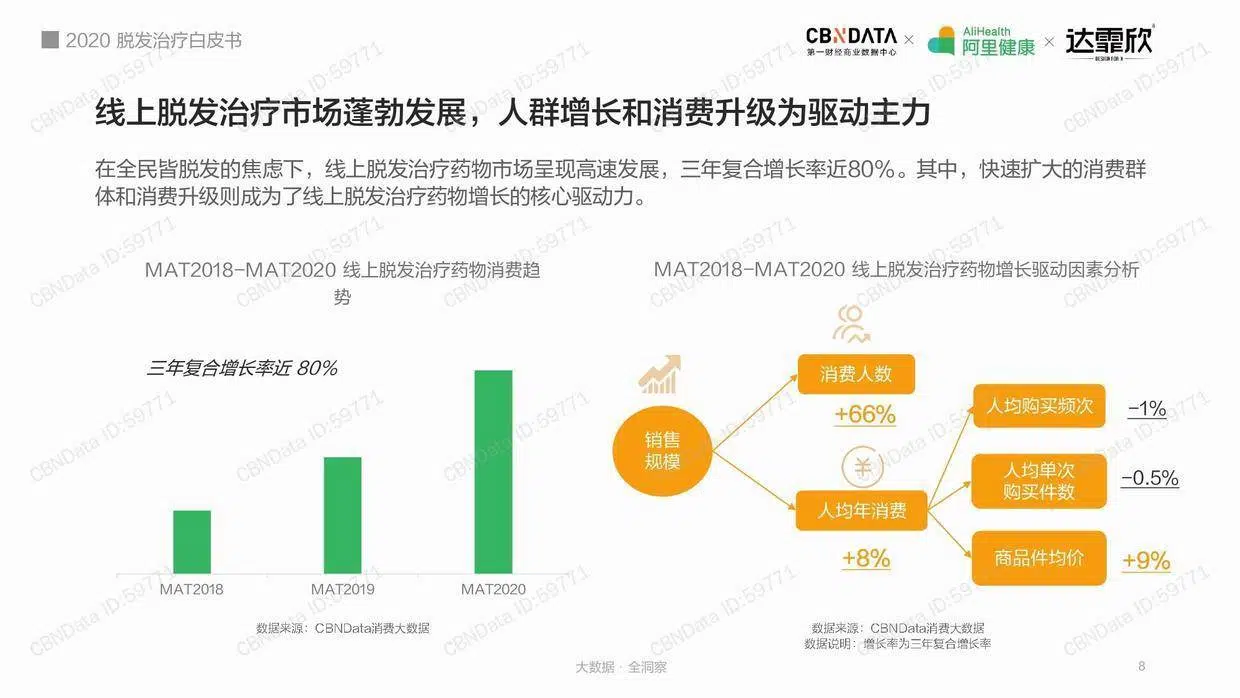 2020 脱发治疗白皮书
CBNDATA
第一财经商业数据中心
×
AliHealth
阿里健康
×
达霏欣
DESIGN FOR X
线上脱发治疗市场蓬勃发展，人群增长和消费升级为驱动主力
在全民皆脱发的焦虑下，线上脱发治疗药物市场呈现高速发展，三年复合增长率近80%。其中，快速扩大的消费群
体和消费升级则成为了线上脱发治疗药物增长的核心驱动力。
MAT2018-MAT2020 线上脱发治疗药物消费趋
势
三年复合增长率近 80%
MAT2018
MAT2019
MAT2020
数据来源：CBNData消费大数据
MAT2018-MAT2020 线上脱发治疗药物增长驱动因素分析
销售
规模
消费人数
+66%
¥
人均年消费
+8%
人均购买频次
-1%
人均单次
购买件数
-0.5%
商品件均价
+9%
数据来源：CBNData消费大数据
数据说明：增长率为三年复合增长率
大数据 · 全洞察
8
CBNData ID:59771